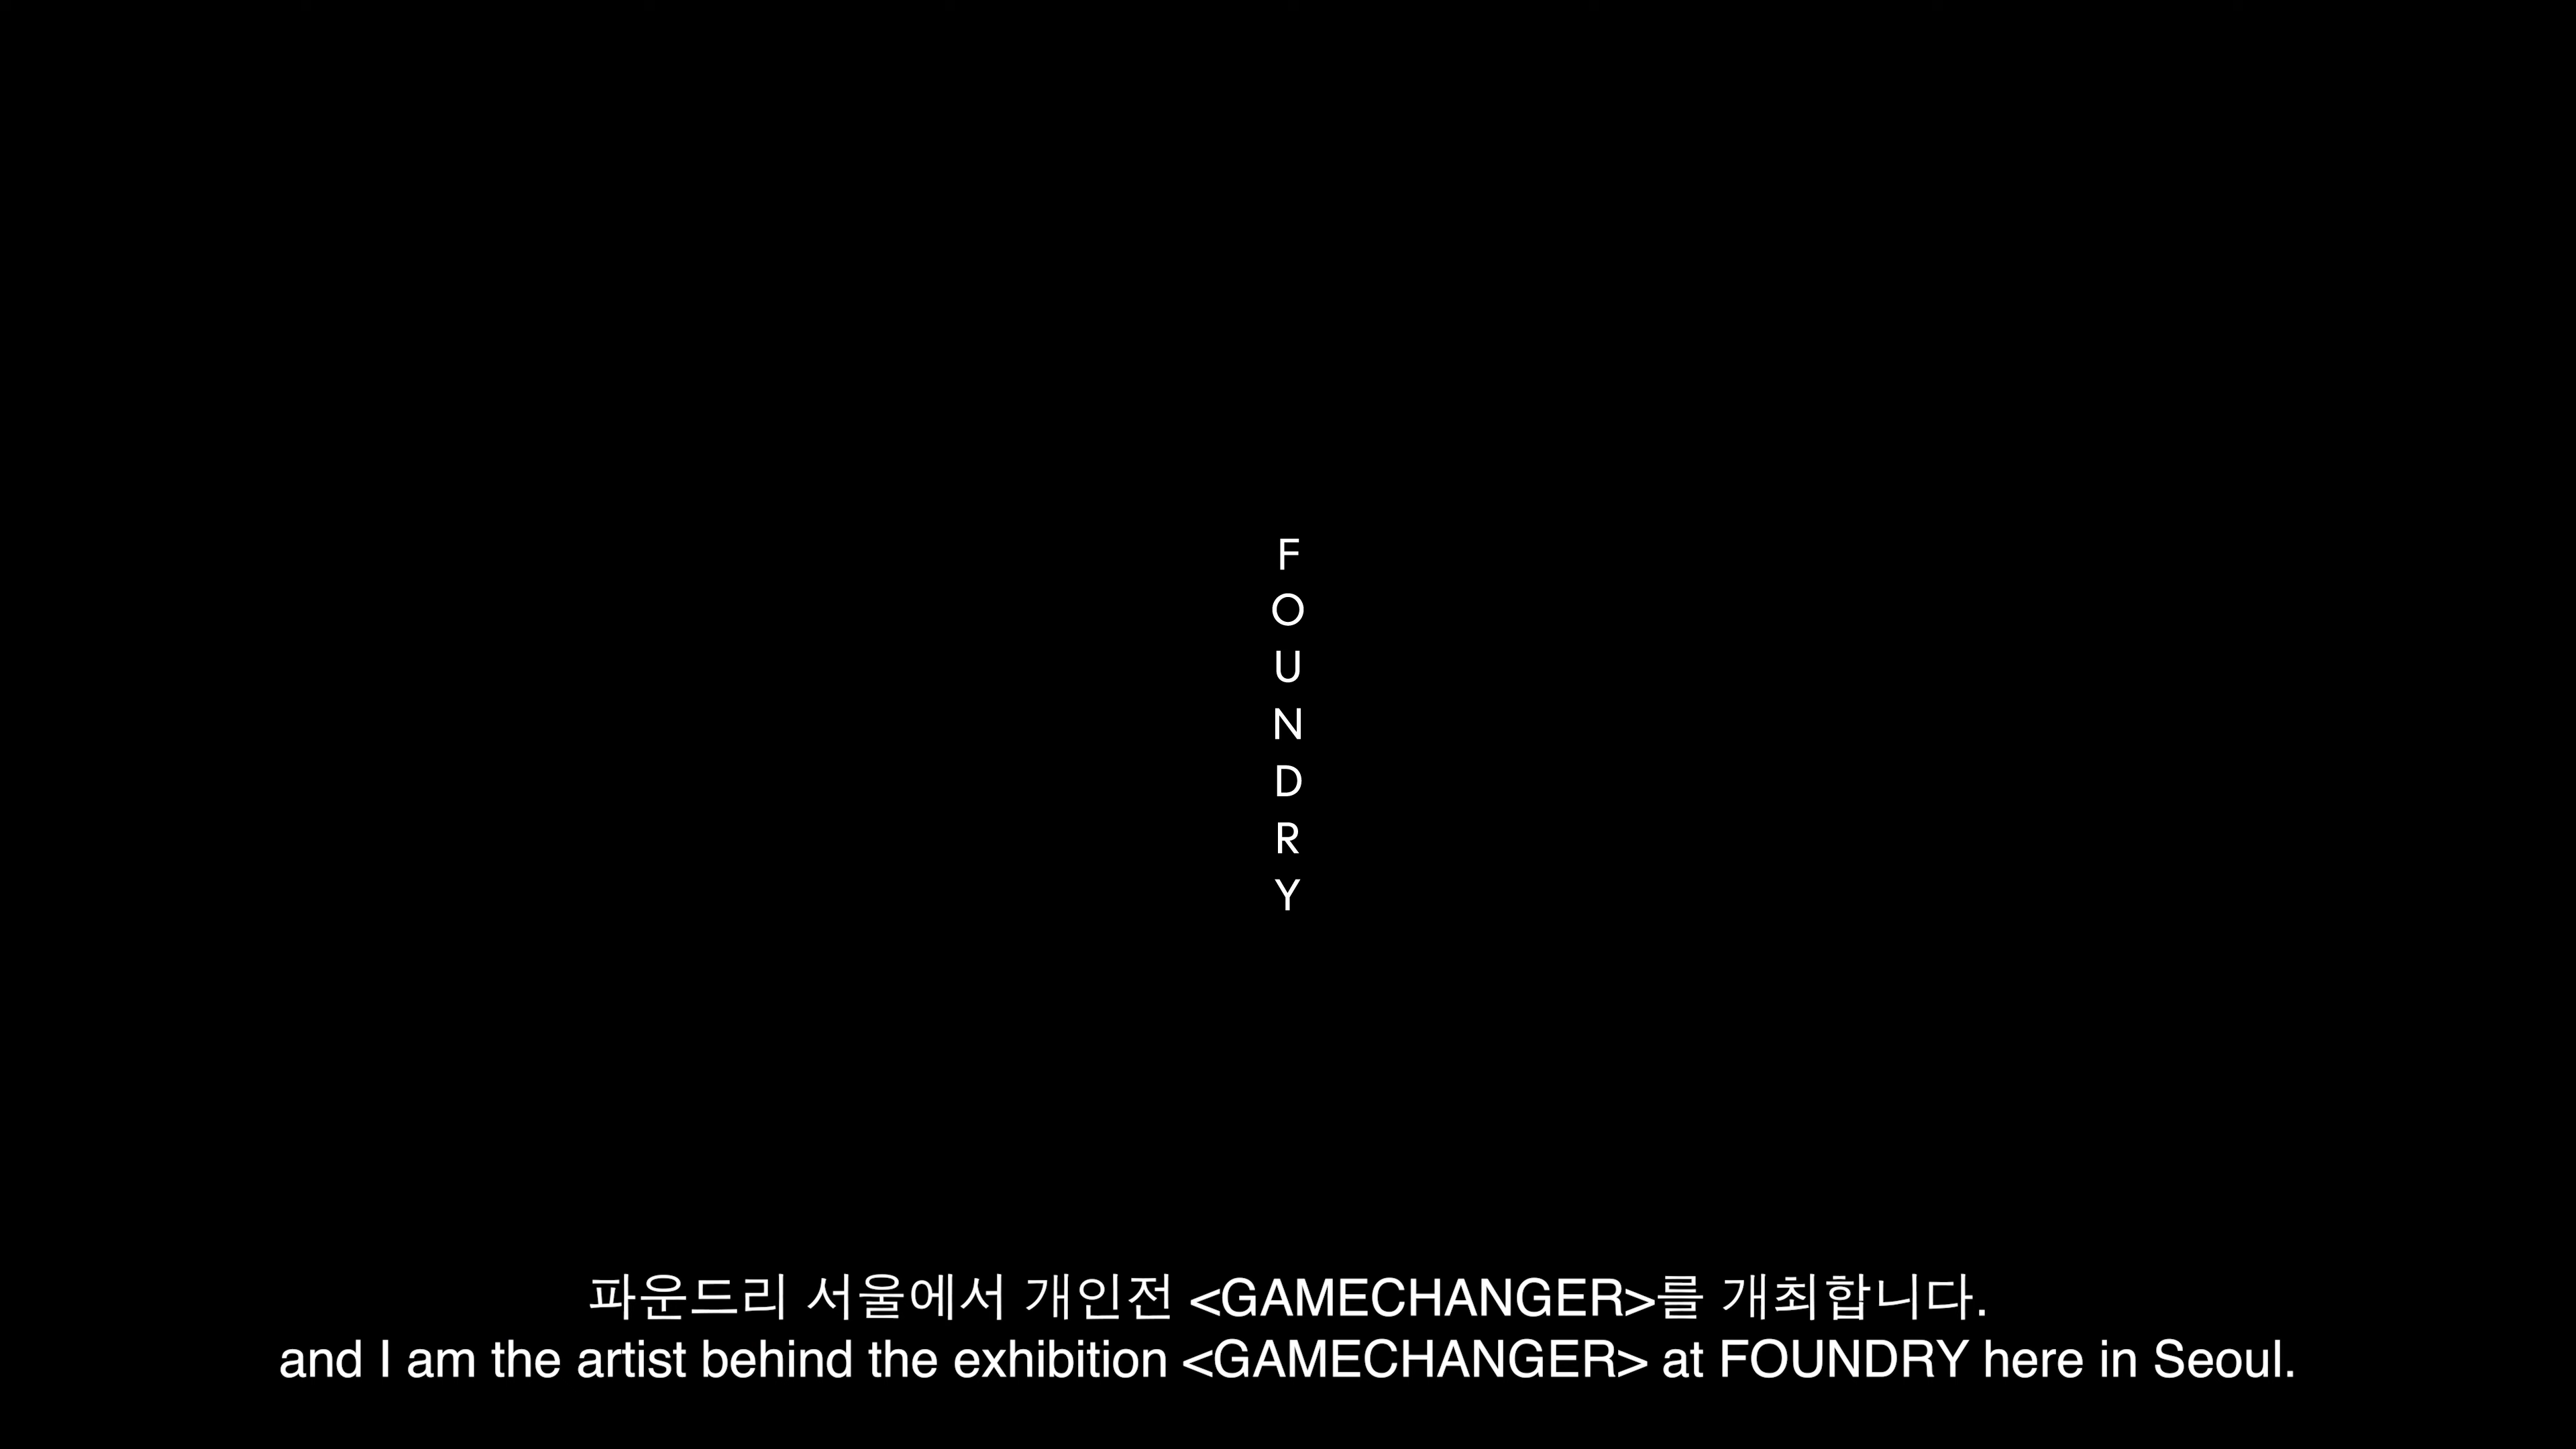 FOUNDRY
파운드리 서울에서 개인전 <GAMECHANGER>를 개최합니다.
and I am the artist behind the exhibition <GAMECHANGER> at FOUNDRY here in Seoul.